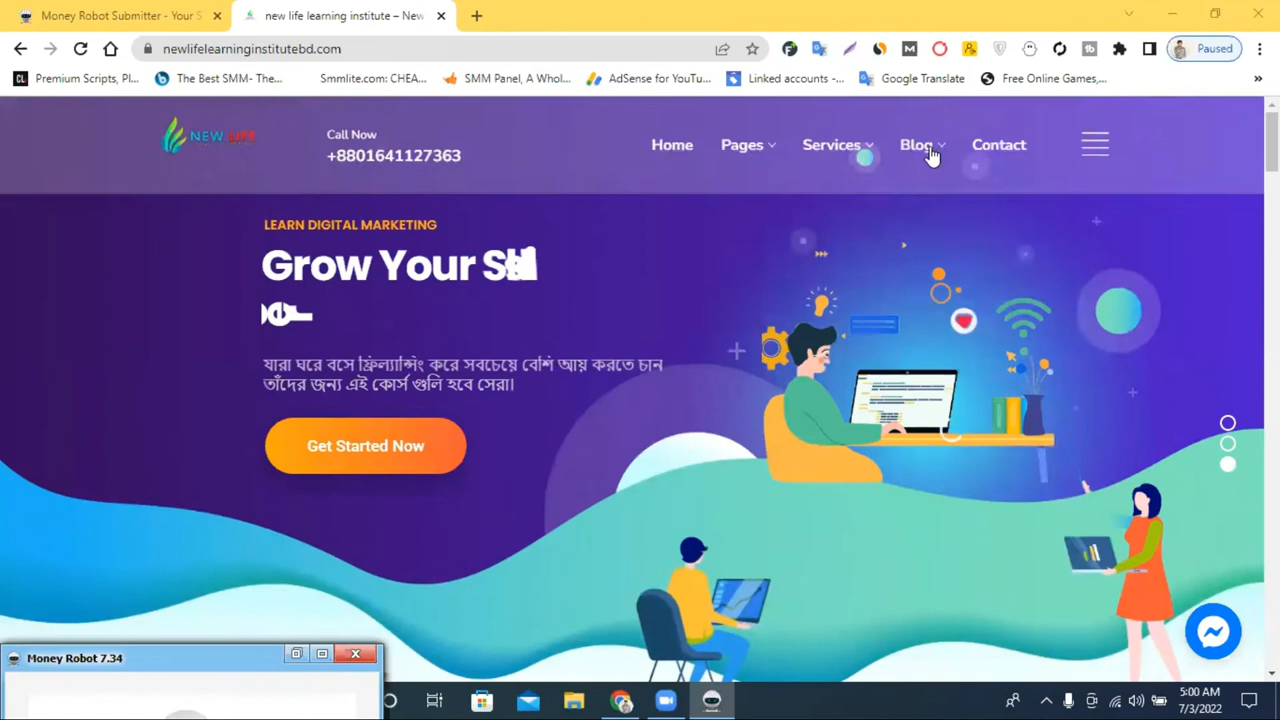 Money Robot Submitter - Your S
new life learning institute – New
newlifelearninginstitutebd.com
Paused
Premium Scripts, Pl...
The Best SMM- The...
Smmlite.com: CHEA...
SMM Panel, A Whol...
AdSense for YouTu...
Linked accounts -...
Google Translate
Free Online Games,...
NEW LIFE
Call Now
+8801641127363
Home
Pages
Services
Blog
Contact
LEARN DIGITAL MARKETING
Grow Your
যারা ঘরে বসে ফ্রিল্যান্সিং করে সবচেয়ে বেশি আয় করতে চান
তাঁদের জন্য এই কোর্স গুলি হবে সেরা।
Get Started Now
Money Robot 7.34
5:00 AM
7/3/2022